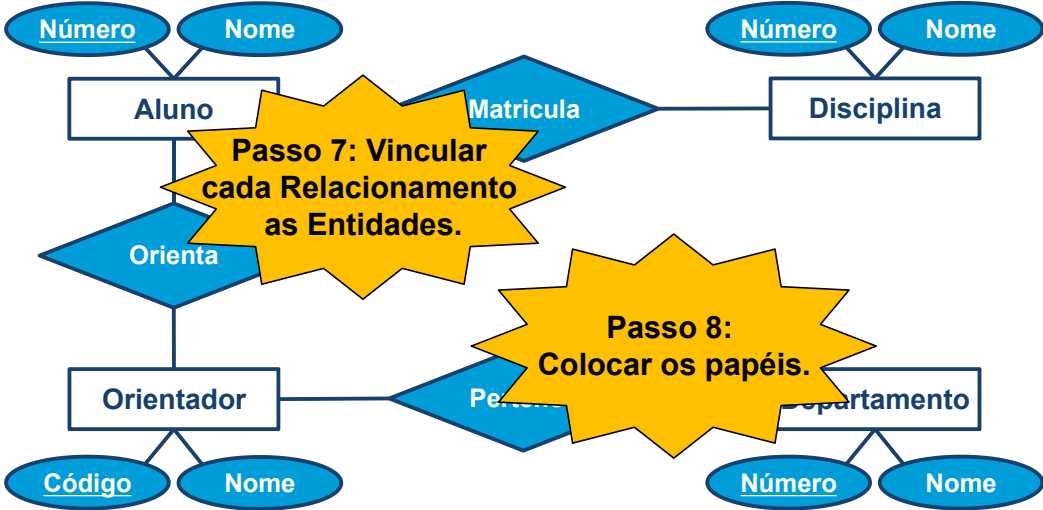 Número Nome Número Nome
Aluno Matricula Disciplina
Passo 7: Vincular
cada Relacionamento
as Entidades.
Orienta
Passo 8:
Colocar os papéis.
Orientador Departamento
Código Nome Número Nome